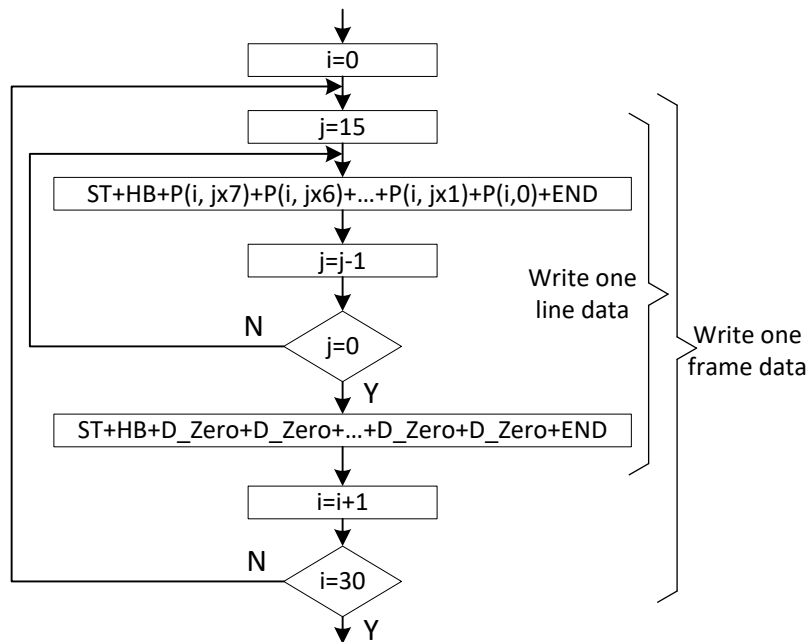 i=0
j=15
ST+HB+P(i, jx7)+P(i, jx6)+...+P(i, jx1)+P(i,0)+END
j=j-1
N
j=0
Y
ST+HB+D_Zero+D_Zero+...+D_Zero+D_Zero+END
i=i+1
N
i=30
Y
Write one
line data
Write one
frame data